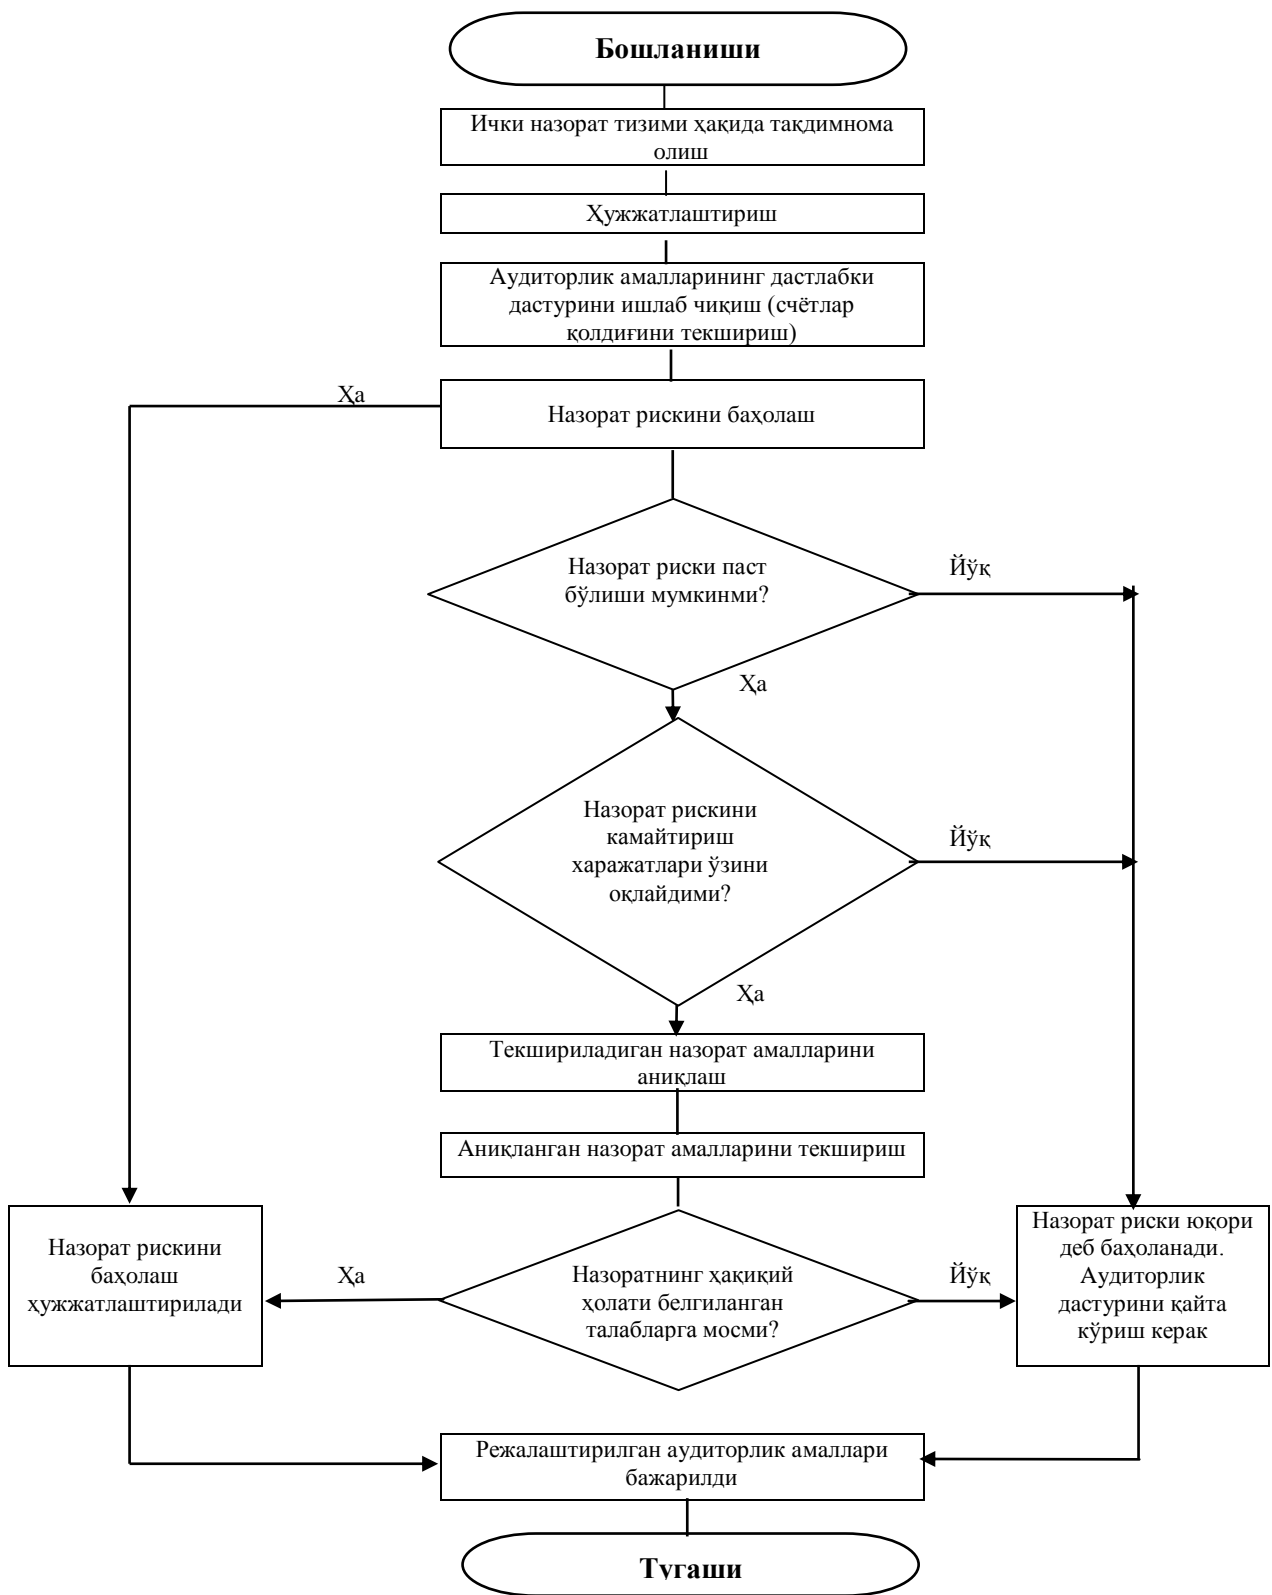 Бошланиши
Ички назорат тизими ҳақида тақдимнома
олиш
Ҳужжатлаштириш
Аудиторлик амалларининг дастлабки
дастурини ишлаб чиқиш (счётлар
қолдиғини текшириш)
Ҳа
Назорат рискини баҳолаш
Назорат риски паст
бўлиши мумкинми?
Йўқ
Ҳа
Назорат рискини
камайтириш
харажатлари ўзини
оқлайдими?
Йўқ
Ҳа
Текшириладиган назорат амалларини
аниқлаш
Аниқланган назорат амалларини текшириш
Назорат рискини
баҳолаш
ҳужжатлаштирилади
Ҳа
Назоратнинг ҳақиқий
ҳолати белгиланган
талабларга мосми?
Йўқ
Назорат риски юқори
деб баҳоланади.
Аудиторлик
дастурини қайта
кўриш керак
Режалаштирилган аудиторлик амаллари
бажарилди
Тугаши